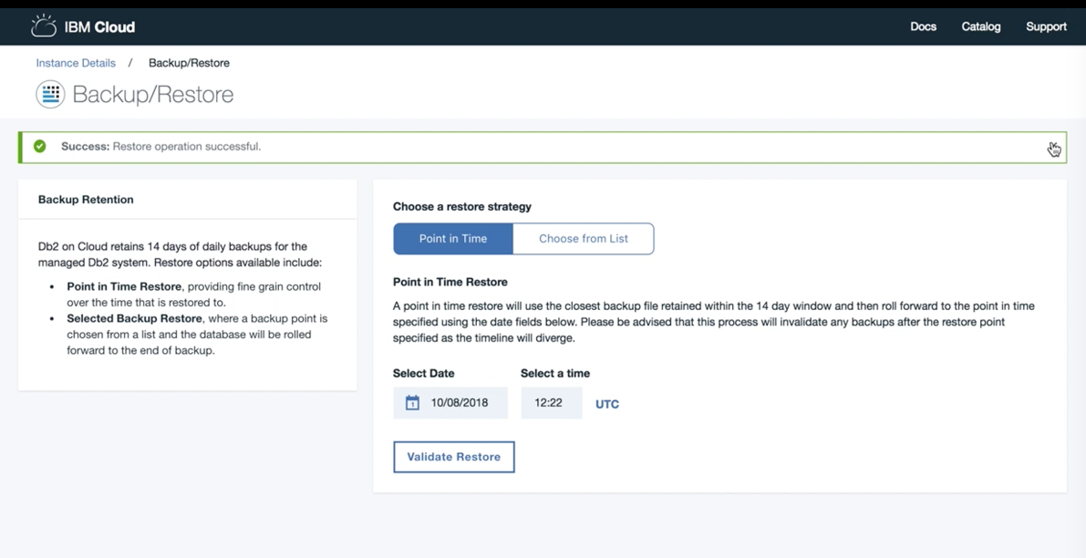 IBM Cloud
Docs
Catalog
Support
Instance Details / Backup/Restore
Backup/Restore
Success: Restore operation successful.
Backup Retention
Db2 on Cloud retains 14 days of daily backups for the
managed Db2 system. Restore options available include:
• Point in Time Restore, providing fine grain control
over the time that is restored to.
• Selected Backup Restore, where a backup point is
chosen from a list and the database will be rolled
forward to the end of backup.
Choose a restore strategy
Point in Time
Choose from List
Point in Time Restore
A point in time restore will use the closest backup file retained within the 14 day window and then roll forward to the point in time
specified using the date fields below. Please be advised that this process will invalidate any backups after the restore point
specified as the timeline will diverge.
Select Date
Select a time
1
10/08/2018
12:22
UTC
Validate Restore